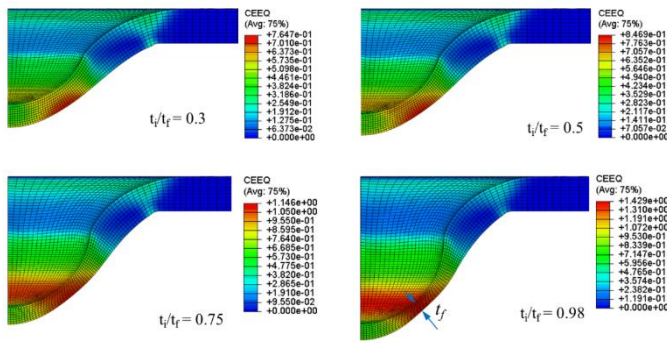 CEEQ
(Avg: 75%)
+7.647e-01
+7.010e-01
+6.373e-01
+5.735e-01
+5.098e-01
+4.461e-01
+3.824e-01
+3.186e-01
+2.549e-01
+1.912e-01
+1.275e-01
+6.373e-02
+0.000e+00
ti/tf = 0.3
CEEQ
(Avg: 75%)
+8.469e-01
+7.763e-01
+7.057e-01
+6.352e-01
+5.646e-01
+4.940e-01
+4.234e-01
+3.529e-01
+2.823e-01
+2.117e-01
+1.411e-01
+7.057e-02
+0.000e+00
ti/tf = 0.5
CEEQ
(Avg: 75%)
+1.146e+00
+1.050e+00
+9.550e-01
+8.595e-01
+7.640e-01
+6.685e-01
+5.730e-01
+4.775e-01
+3.820e-01
+2.865e-01
+1.910e-01
+9.550e-02
+0.000e+00
ti/tf = 0.75
CEEQ
(Avg: 75%)
+1.429e+00
+1.310e+00
+1.191e+00
+1.072e+00
+9.530e-01
+8.339e-01
+7.147e-01
+5.956e-01
+4.765e-01
+3.574e-01
+2.382e-01
+1.191e-01
+0.000e+00
tf
ti/tf = 0.98